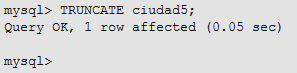 mysql> TRUNCATE ciudad5;
Query OK, 1 row affected (0.05 sec)
mysql>